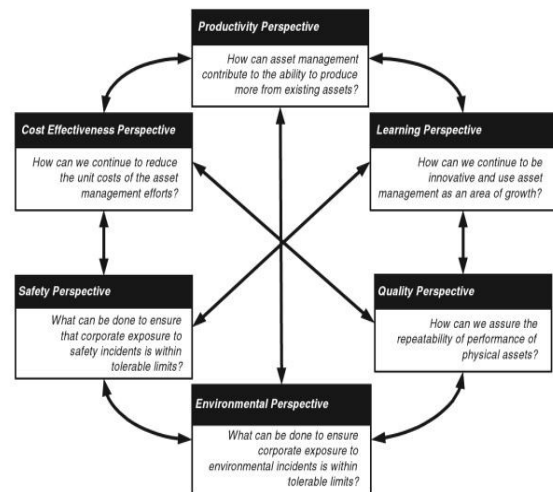 Productivity Perspective
How can asset management
contribute to the ability to produce
more from existing assets?
Cost Effectiveness Perspective
How can we continue to reduce
the unit costs of the asset
management efforts?
Learning Perspective
How can we continue to be
innovative and use asset
management as an area of growth?
Safety Perspective
What can be done to ensure
that corporate exposure to
safety incidents is within
tolerable limits?
Quality Perspective
How can we assure the
repeatability of performance of
physical assets?
Environmental Perspective
What can be done to ensure
corporate exposure to
environmental incidents is within
tolerable limits?